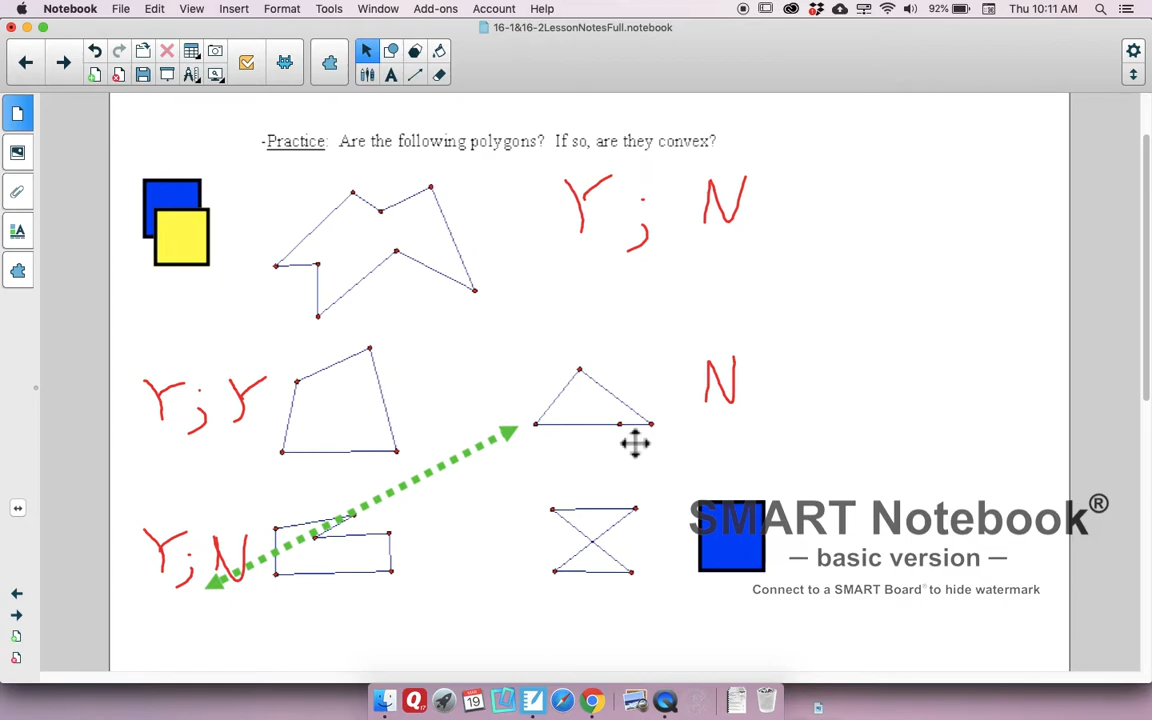 Notebook File Edit View Insert Format Tools Window Add-ons Account Help 92% Thu 10:11 AM
16-1&16-2LessonNotesFull.notebook
-Practice: Are the following polygons? If so, are they convex?
Y; N
Y; Y
N
Y; N
SMART Notebook®
— basic version —
Connect to a SMART Board® to hide watermark
19